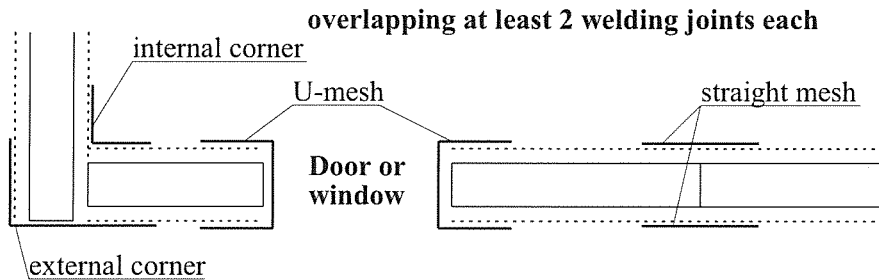 overlapping at least 2 welding joints each
internal corner
U-mesh
straight mesh
Door or
window
external corner